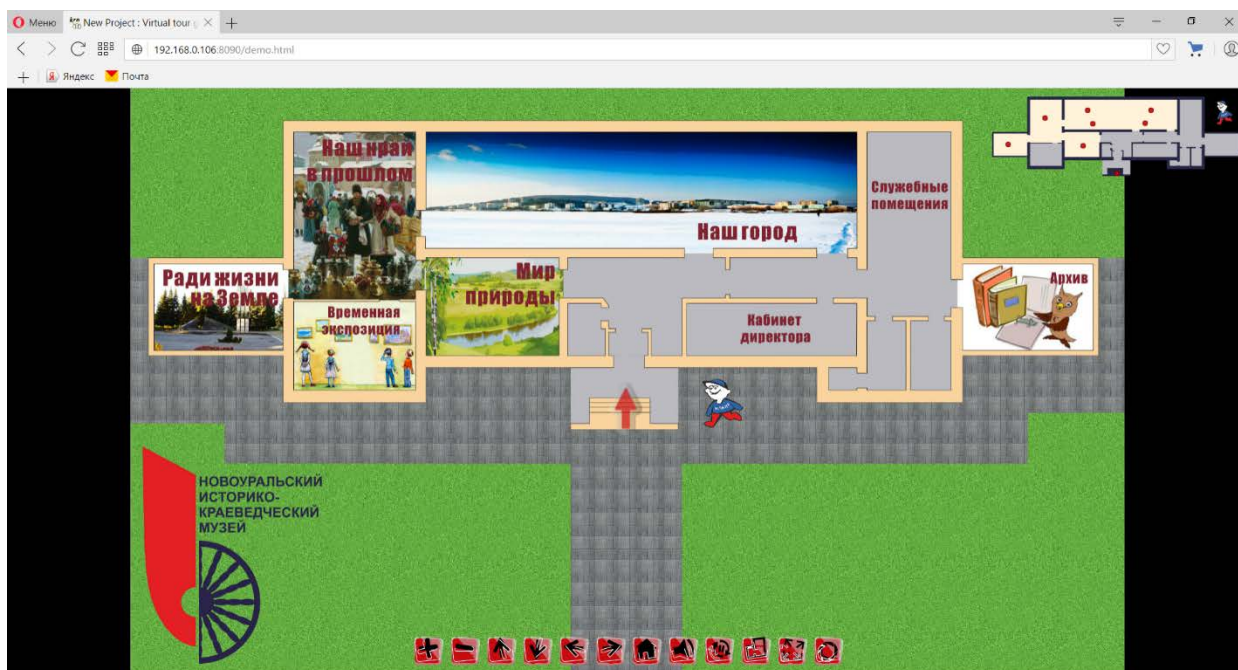 Меню
New Project : Virtual tour
192.168.0.106:8090/demo.html
Яндекс
Почта
Наш край
в прошлом
Наш город
Служебные
помещения
Ради жизни
на Земле
Мир
природы
Архив
Временная
экспозиция
Кабинет
директора
НОВОУРАЛЬСКИЙ
ИСТОРИКО-
КРАЕВЕДЧЕСКИЙ
МУЗЕЙ